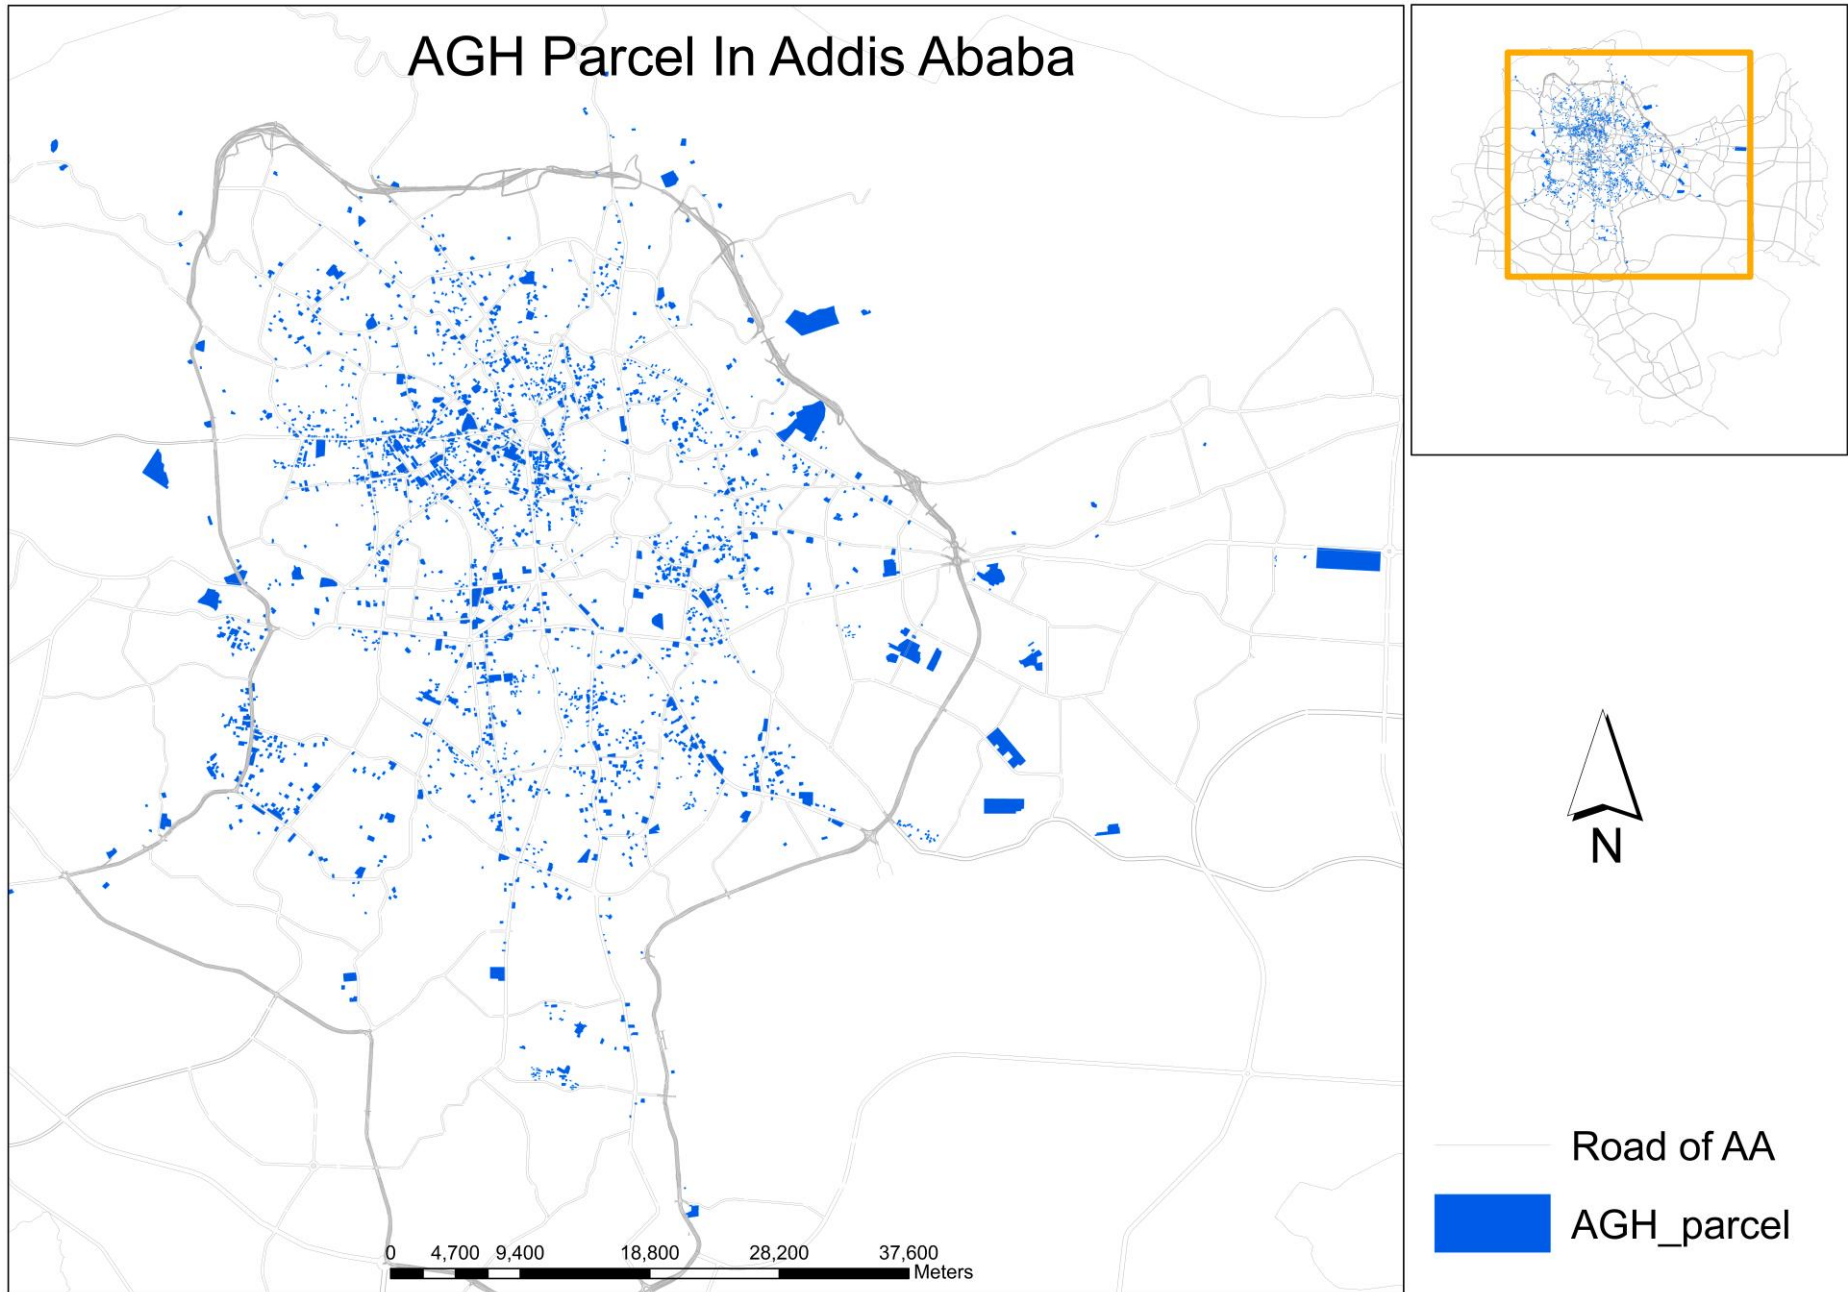 AGH Parcel In Addis Ababa
N
Road of AA
AGH_parcel
0 4,700 9,400 18,800 28,200 37,600
Meters